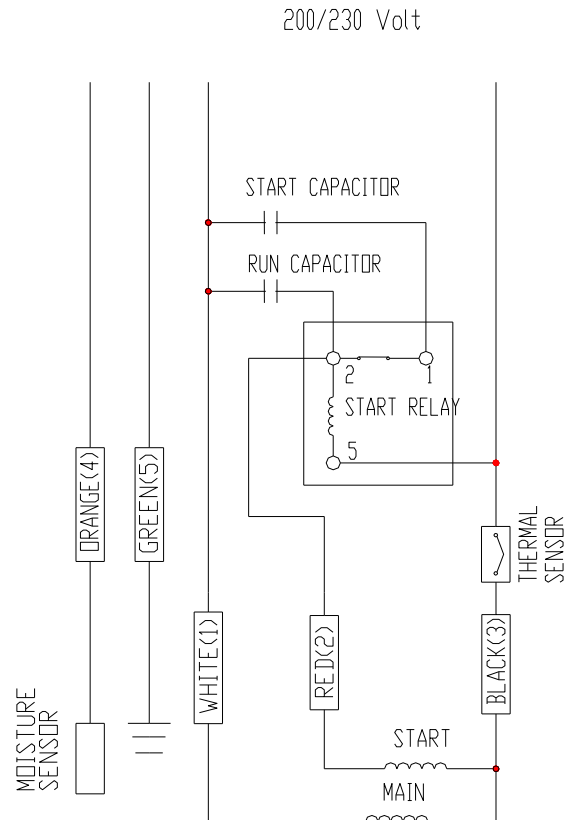 200/230 Volt
START CAPACITOR
RUN CAPACITOR
2
1
START RELAY
5
ORANGE(4)
GREEN(5)
THERMAL
SENSOR
WHITE(1)
RED(2)
BLACK(3)
MOISTURE
SENSOR
START
MAIN